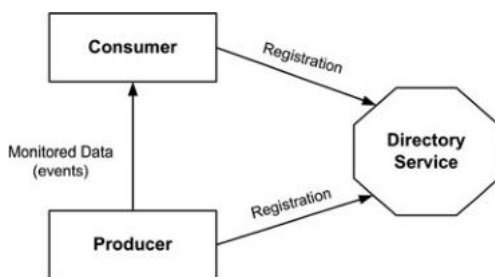 Consumer
Registration
Directory
Service
Monitored Data
(events)
Registration
Producer